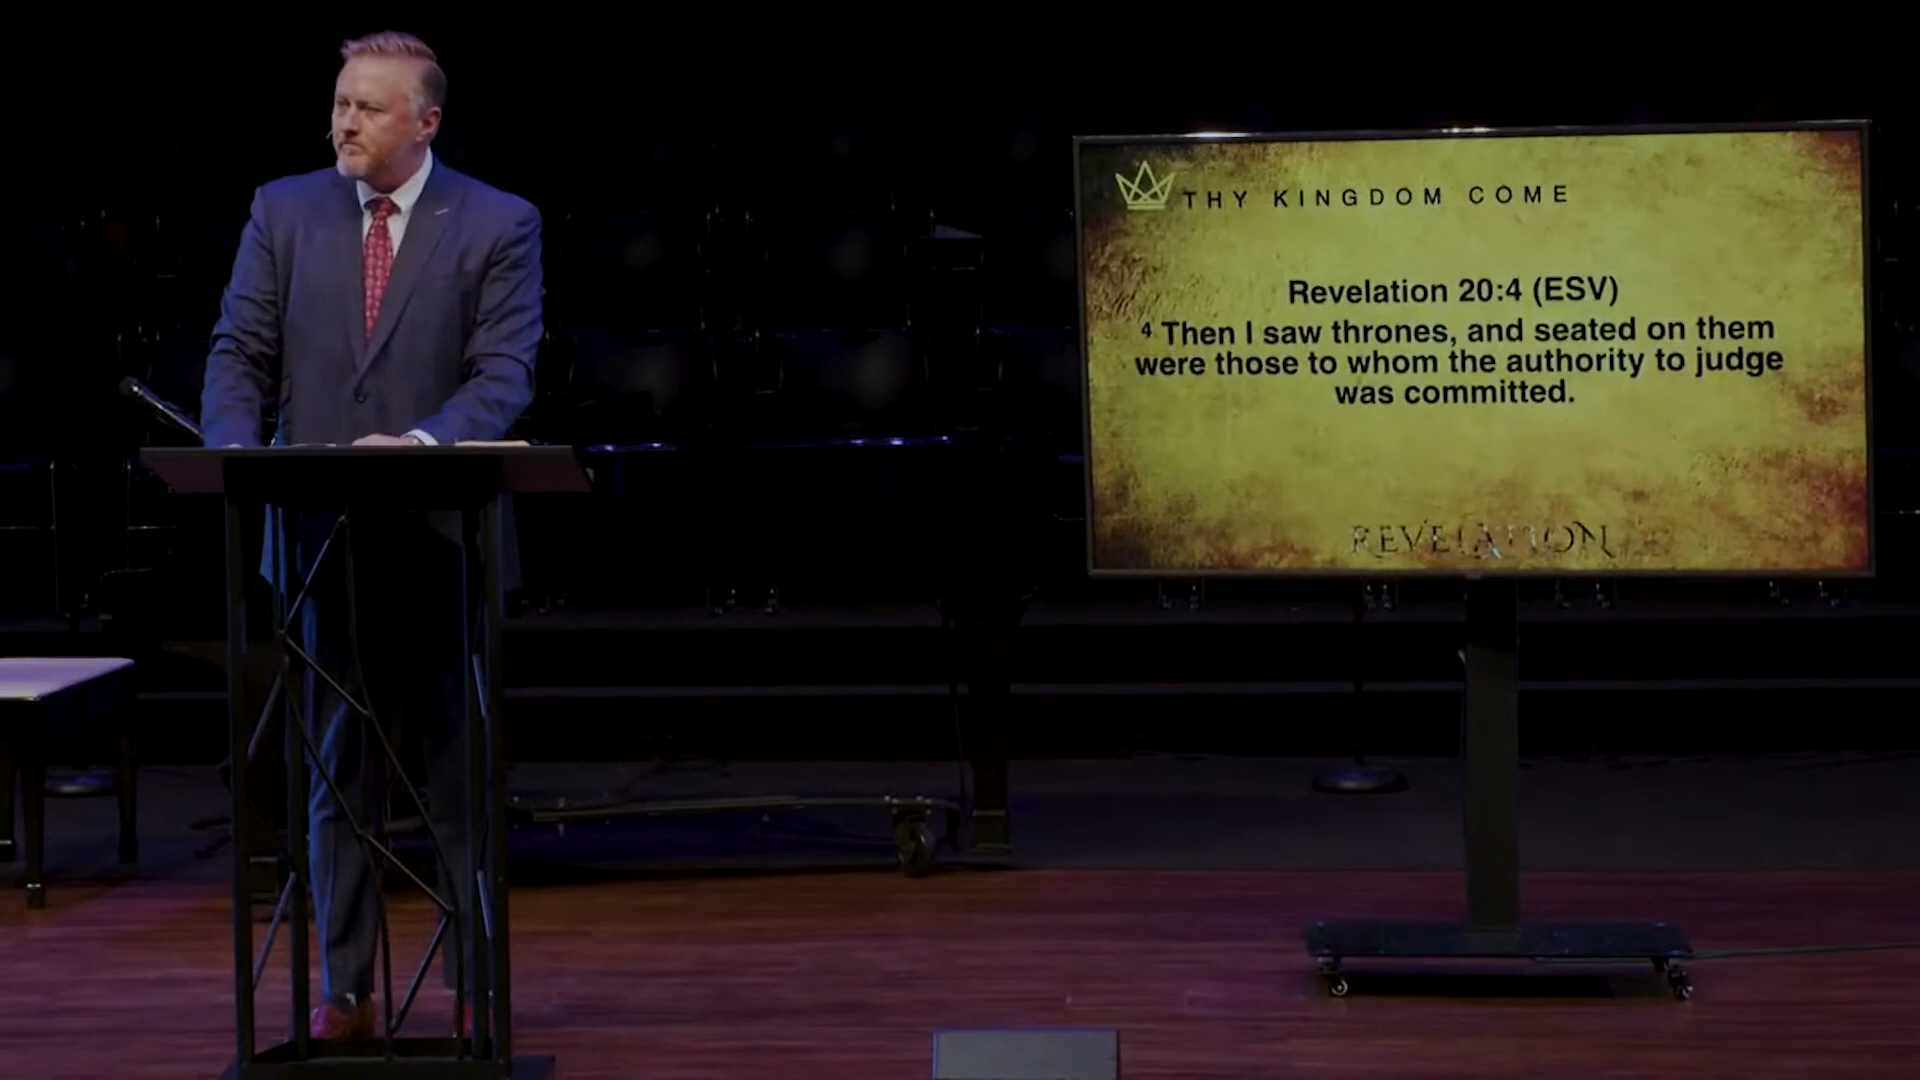 THY KINGDOM COME
Revelation 20:4 (ESV)
4 Then I saw thrones, and seated on them
were those to whom the authority to judge
was committed.
REVELATION